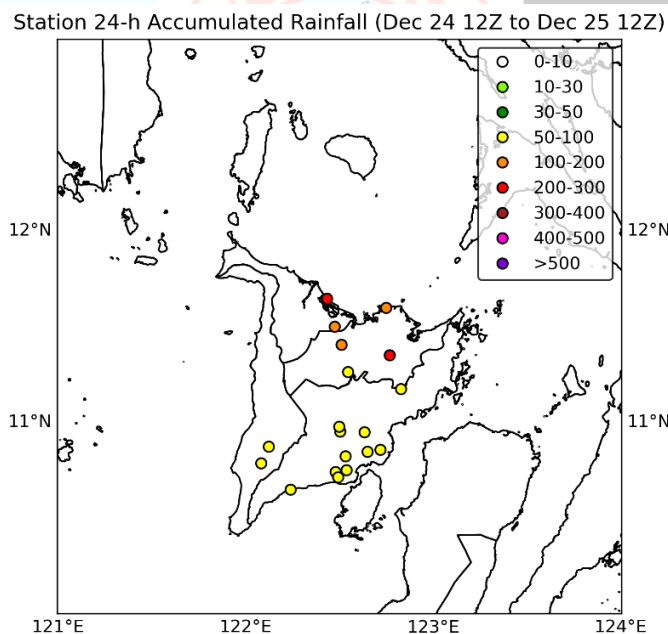 Station 24-h Accumulated Rainfall (Dec 24 12Z to Dec 25 12Z)
0-10
10-30
30-50
50-100
100-200
200-300
300-400
400-500
>500
12°N
12°N
11°N
11°N
121°E
122°E
123°E
124°E